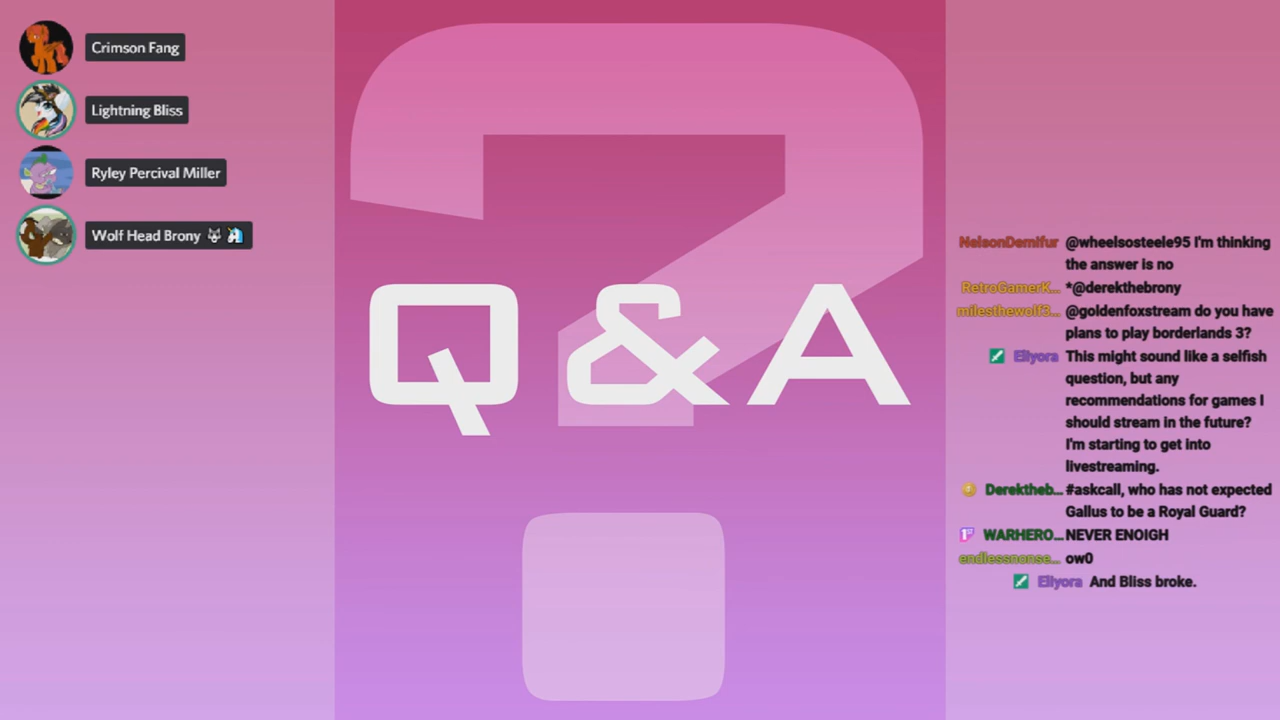 Crimson Fang
Lightning Bliss
Ryley Percival Miller
Wolf Head Brony
Q & A
NelsonDemifur @wheelsosteele95 I'm thinking
the answer is no
RetroGamerK... *@derekthebrony
milesthewolf3... @goldenfoxstream do you have
plans to play borderlands 3?
Eliyora This might sound like a selfish
question, but any
recommendations for games I
should stream in the future?
I'm starting to get into
livestreaming.
Derektheb... #askcall, who has not expected
Gallus to be a Royal Guard?
WARHERO... NEVER ENOIGH
endlessnonse... ow0
Eliyora And Bliss broke.